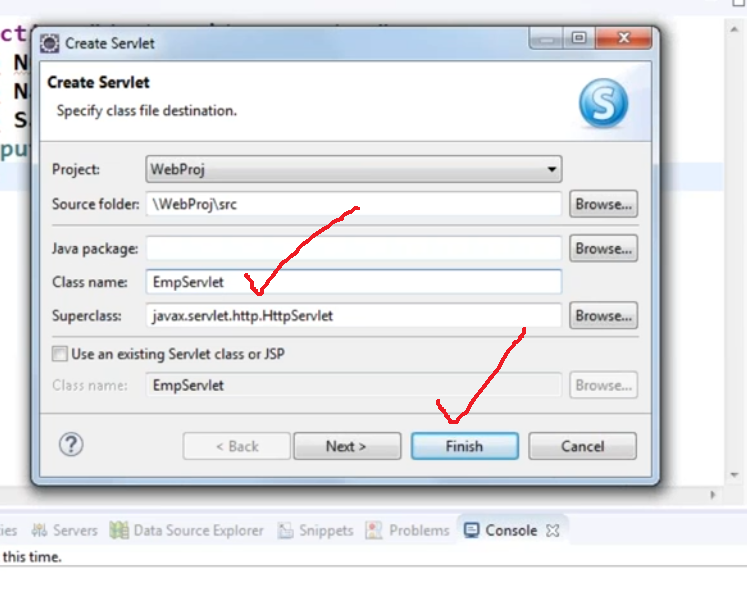 ct
Create Servlet
N
Create Servlet
N
Specify class file destination.
S
S
pu
Project: WebProj
Source folder: \WebProj\src Browse...
Java package: Browse...
Class name: EmpServlet
Superclass: javax.servlet.http.HttpServlet Browse...
Use an existing Servlet class or JSP
Class name: EmpServlet Browse...
? < Back Next > Finish Cancel
ies Servers Data Source Explorer Snippets Problems Console
this time.